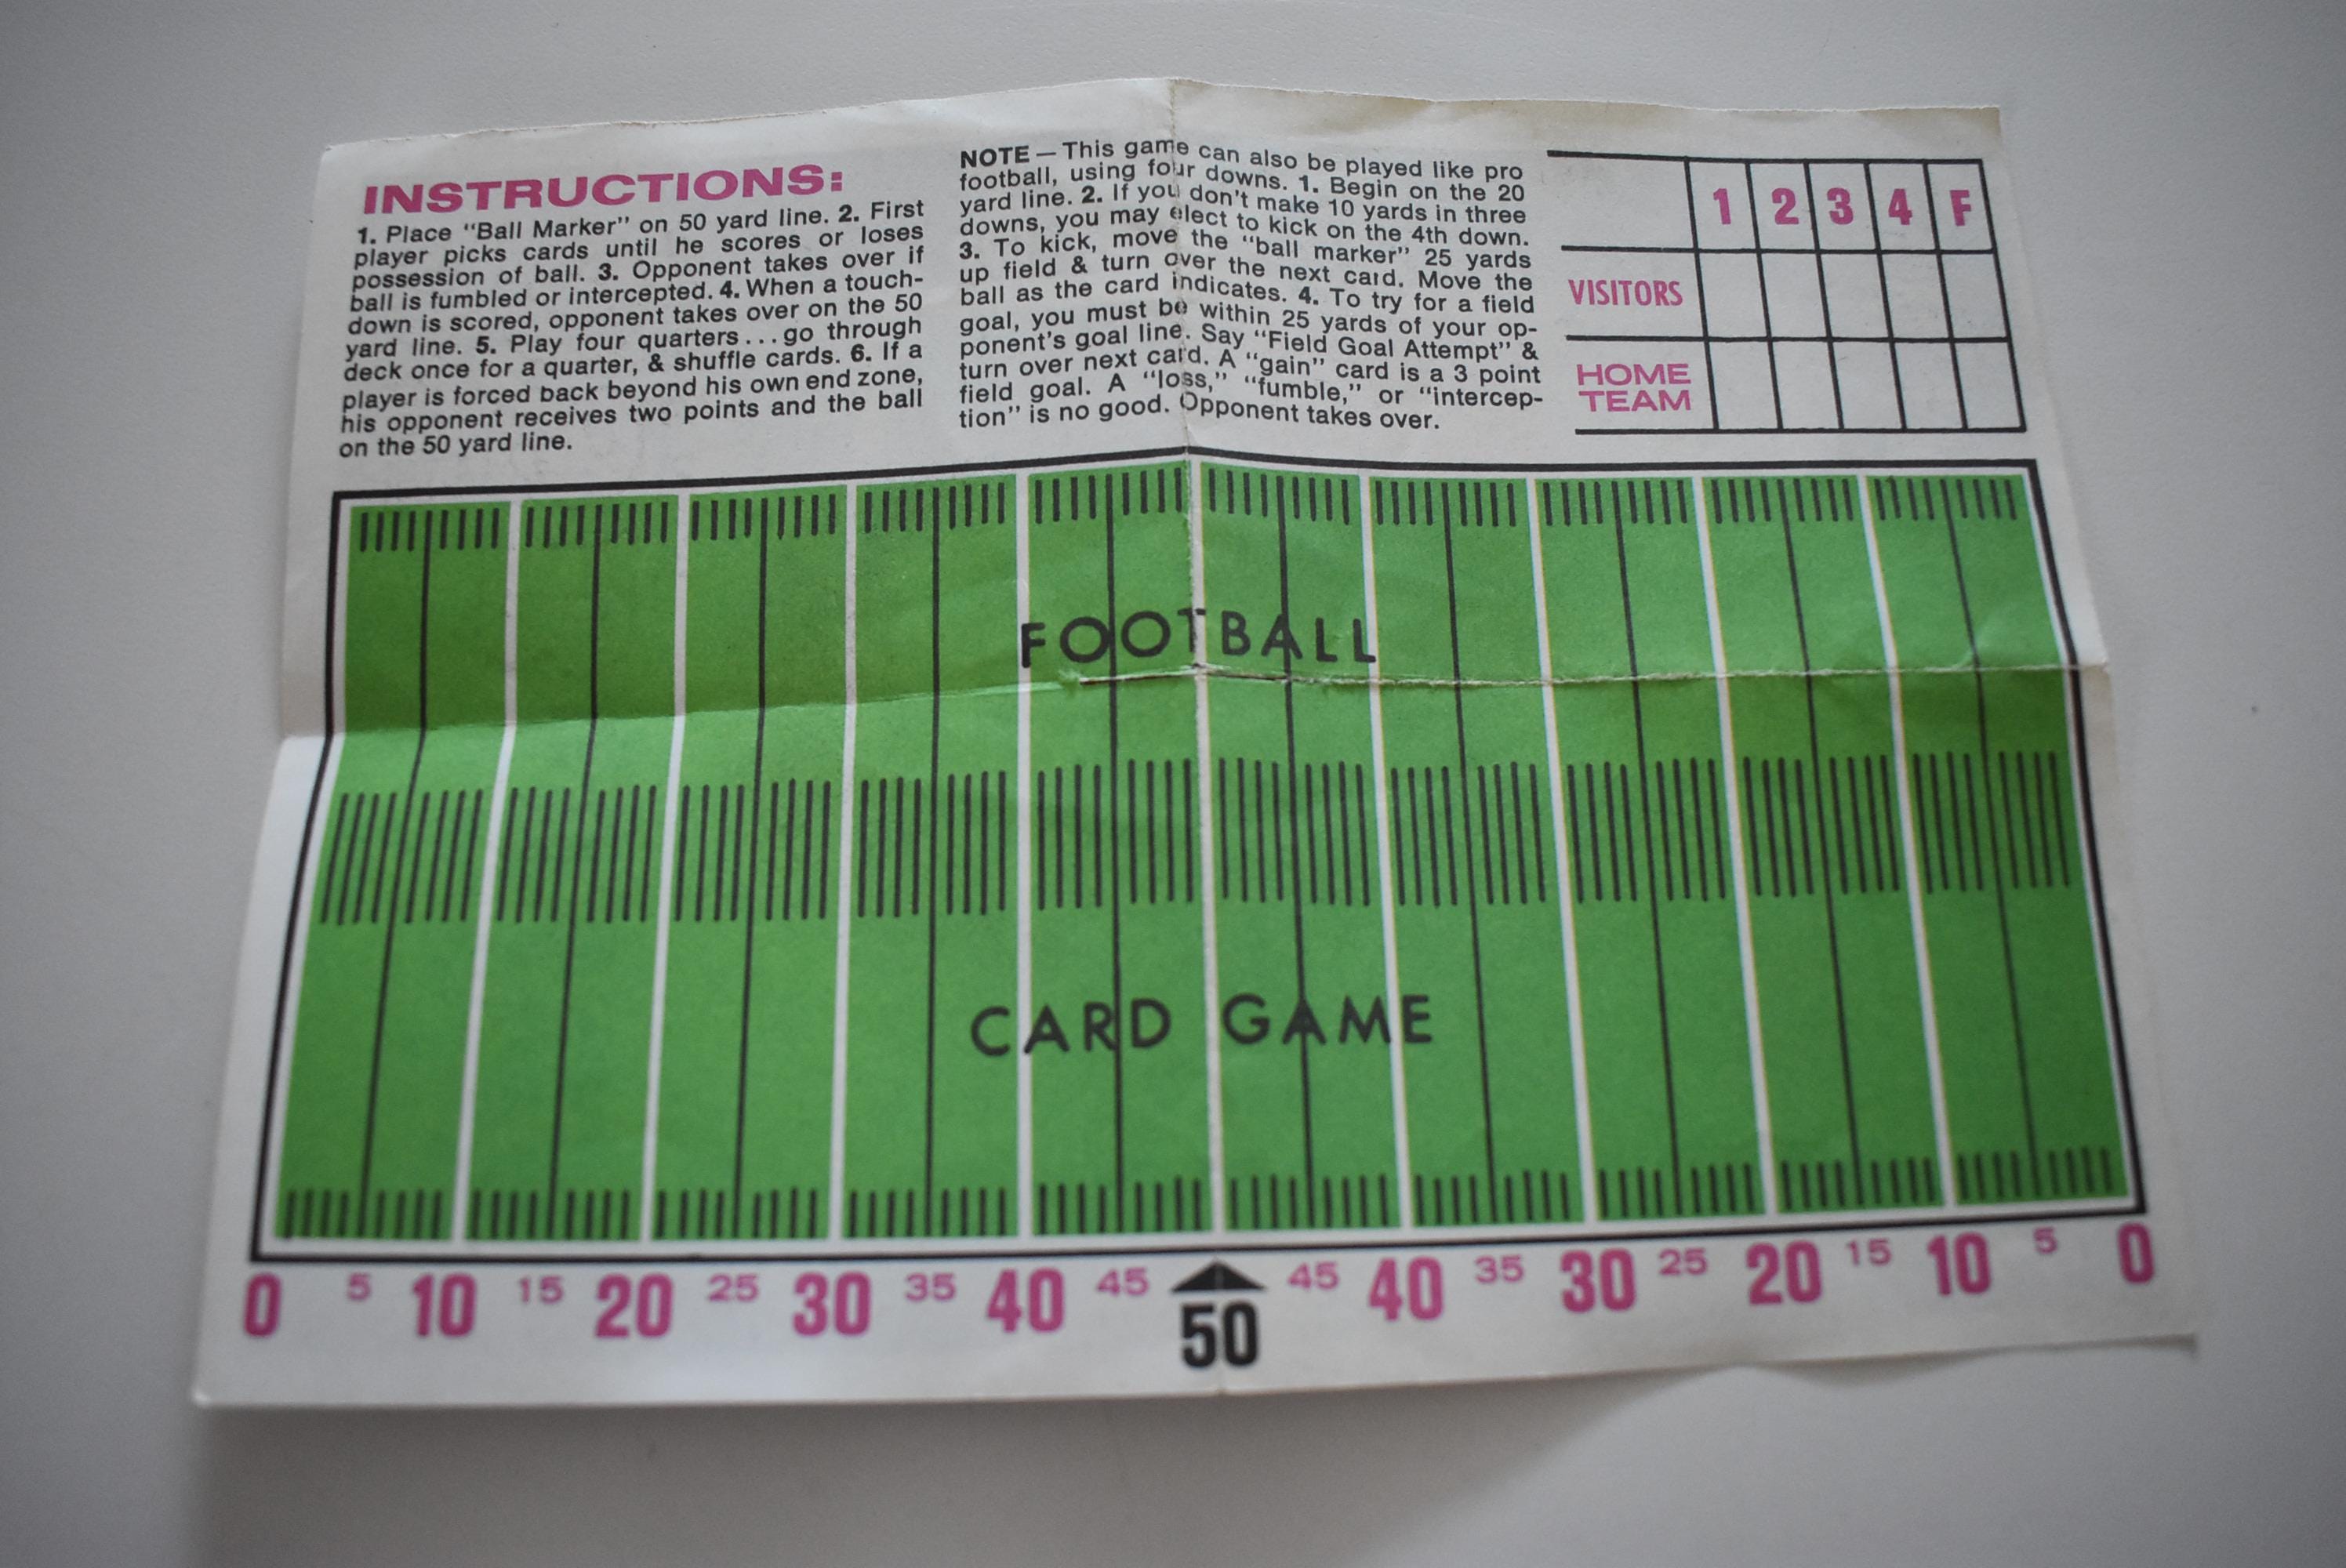 INSTRUCTIONS:
1. Place "Ball Marker" on 50 yard line. 2. First
player picks cards until he scores or loses
possession of ball. 3. Opponent takes over if
ball is fumbled or intercepted. 4. When a touch-
down is scored, opponent takes over on the 50
yard line. 5. Play four quarters...go through
deck once for a quarter, & shuffle cards. 6. If a
player is forced back beyond his own end zone,
his opponent receives two points and the ball
on the 50 yard line.
NOTE — This game can also be played like pro
football, using four downs. 1. Begin on the 20
yard line. 2. If you don't make 10 yards in three
downs, you may elect to kick on the 4th down.
3. To kick, move the "ball marker" 25 yards
up field & turn over the next card. Move the
ball as the card indicates. 4. To try for a field
goal, you must be within 25 yards of your op-
ponent's goal line. Say "Field Goal Attempt" &
turn over next card. A "gain" card is a 3 point
field goal. A "loss," "fumble," or "intercep-
tion" is no good. Opponent takes over.
1 2 3 4 F
VISITORS
HOME
TEAM
FOOTBALL
CARD GAME
0 5 10 15 20 25 30 35 40 45 50 45 40 35 30 25 20 15 10 5 0